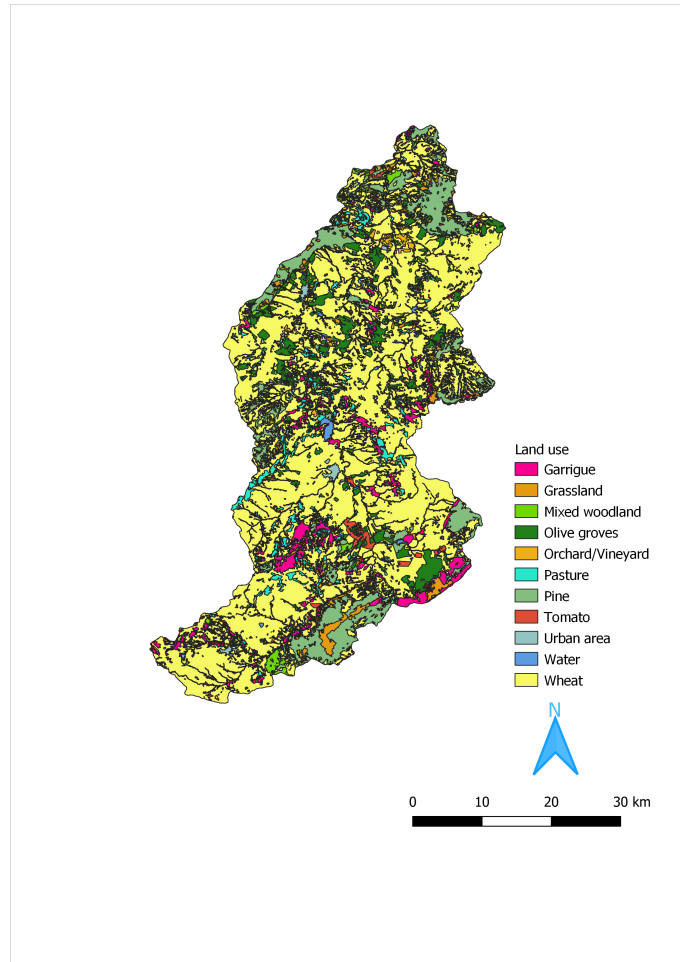 Land use
Garrigue
Grassland
Mixed woodland
Olive groves
Orchard/Vineyard
Pasture
Pine
Tomato
Urban area
Water
Wheat
N
0 10 20 30 km